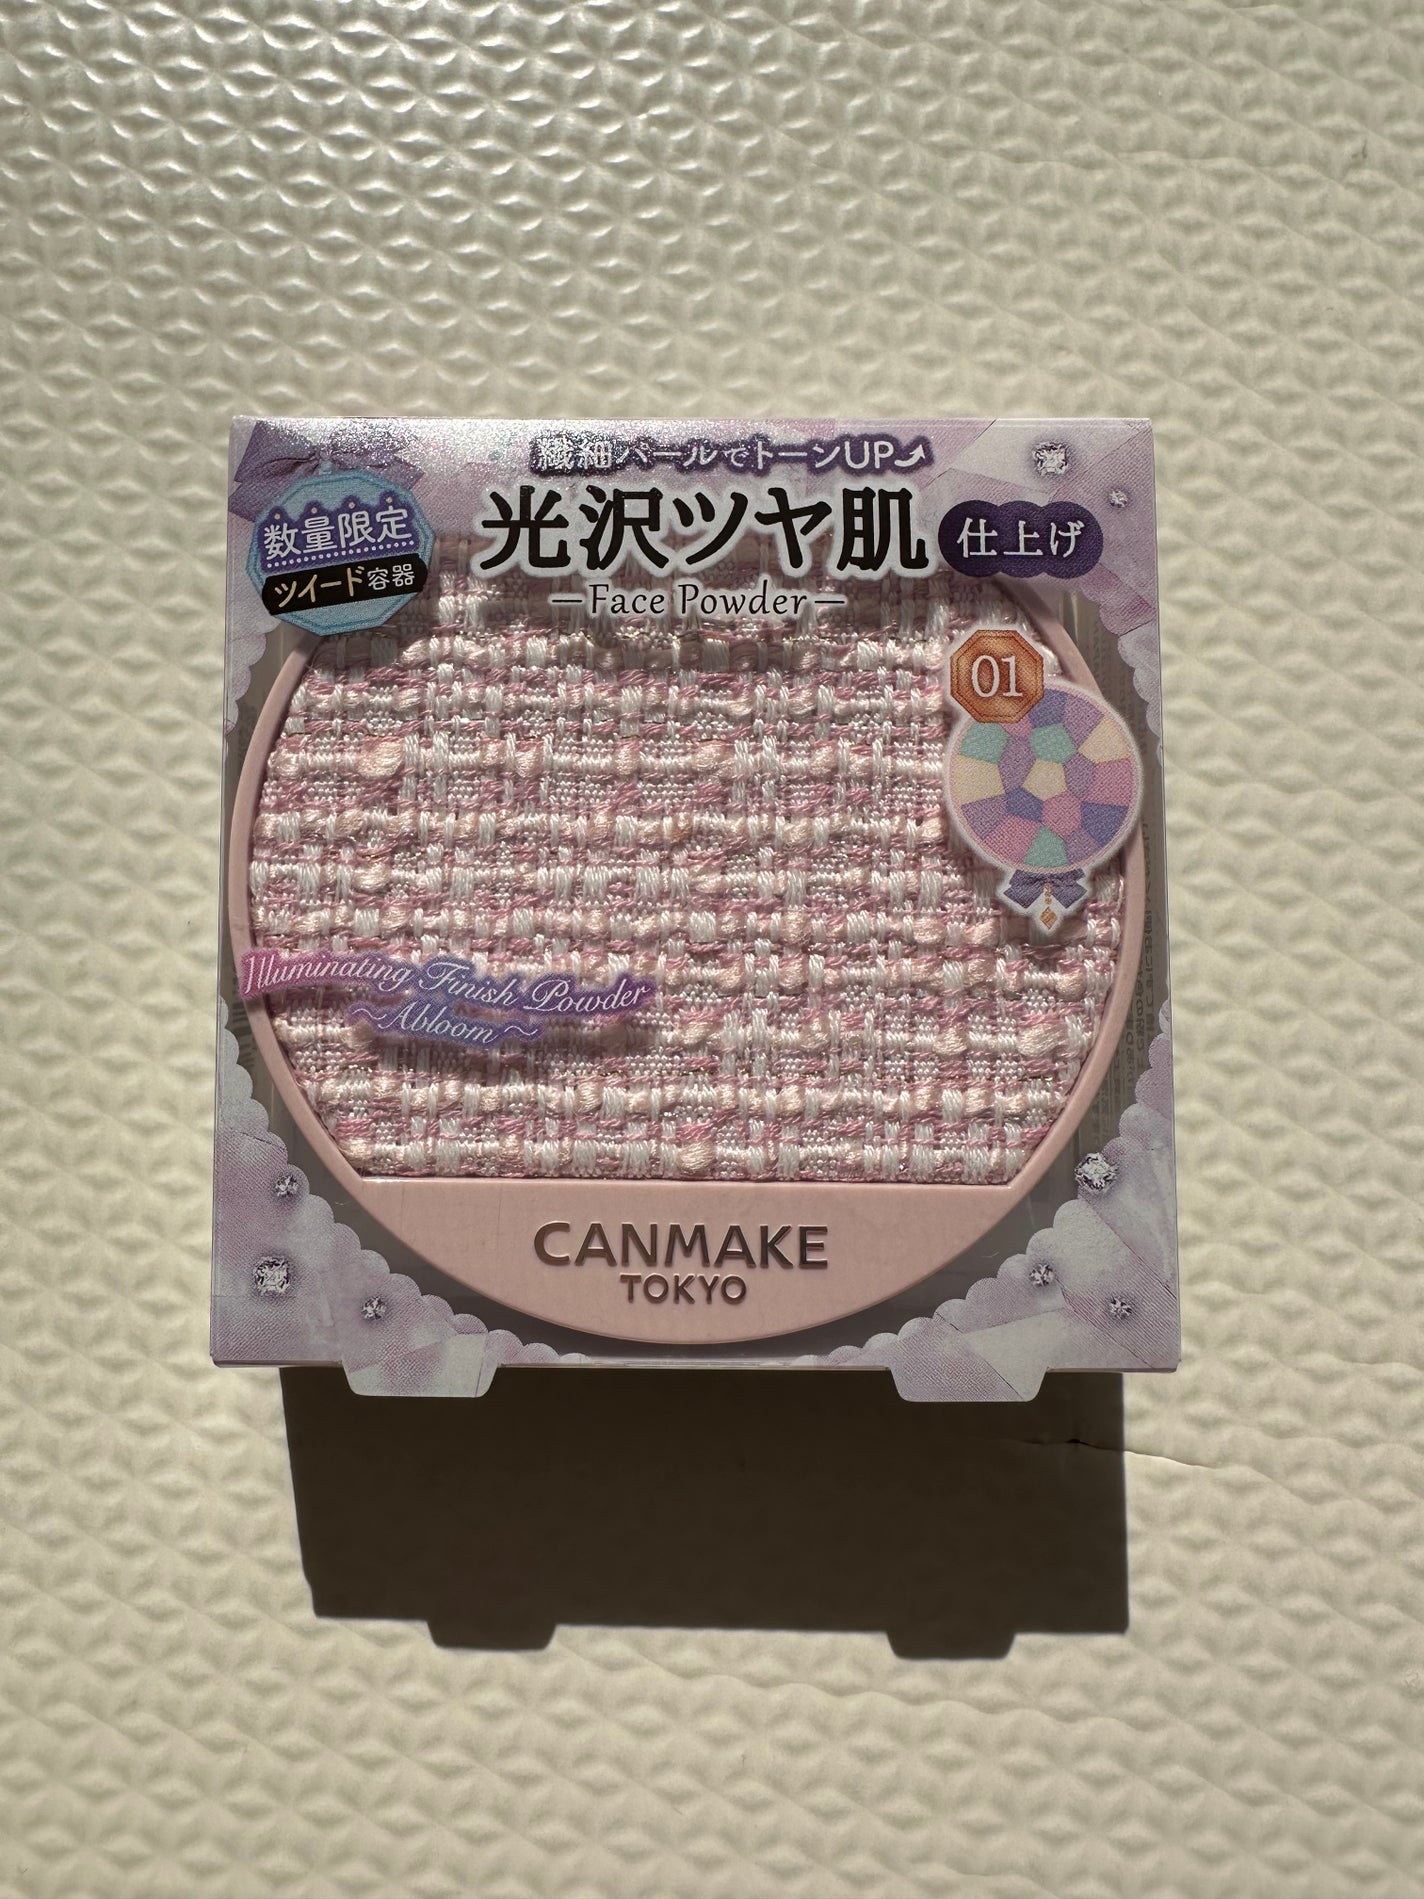 繊細パールでトーンUP
光沢ツヤ肌 仕上げ
—Face Powder—
数量限定
ツイード容器
01
Illuminating Finish Powder
～Abloom～
CANMAKE
TOKYO